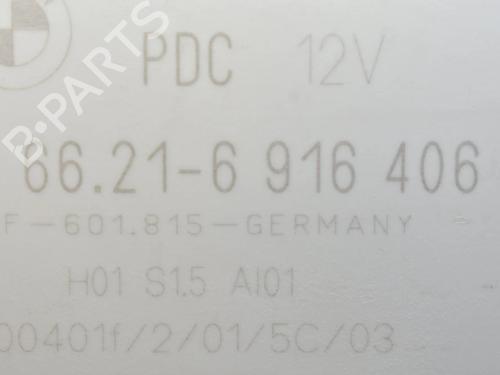 PDC 12V
66.21-6 916 406
F-601.815-GERMANY
H01 S1.5 AI01
00401f/2/01/5C/03
B-PARTS